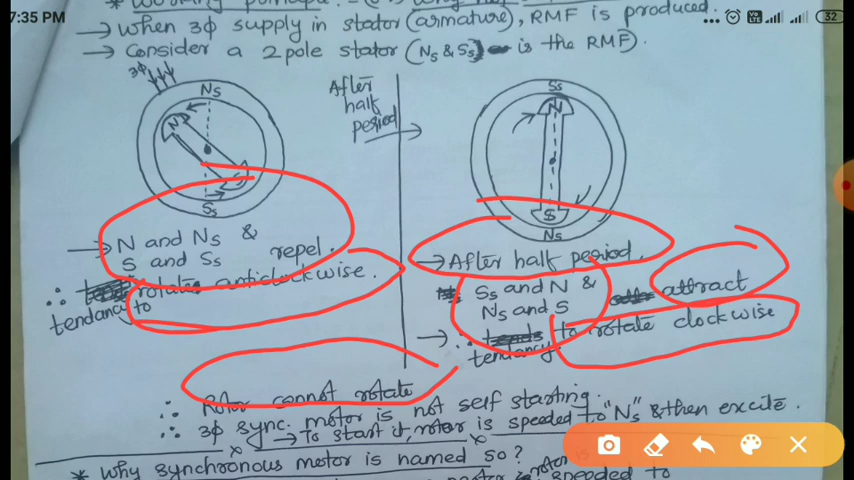 * Working principle:-
7:35 PM
32
→ When 3ϕ supply in stator (armature), RMF is produced.
→ Consider a 2 pole stator (Ns & Ss) is the RMF).
3ϕ
Ns
N
Ss
After
half
period
→
Ss
N
S
Ns
→ N and Ns &
S and Ss repel.
∴ rotate anticlockwise.
tendancy to
→ After half period.
Ss and N &
Ns and S attract
→ ∴ to rotate clockwise
tendancy
∴ Rotor cannot rotate
∴ 3ϕ sync. motor is not self starting.
→ To start it, rotor is speeded to "Ns" & then excite.
* Why synchronous motor is named so?
speeded to